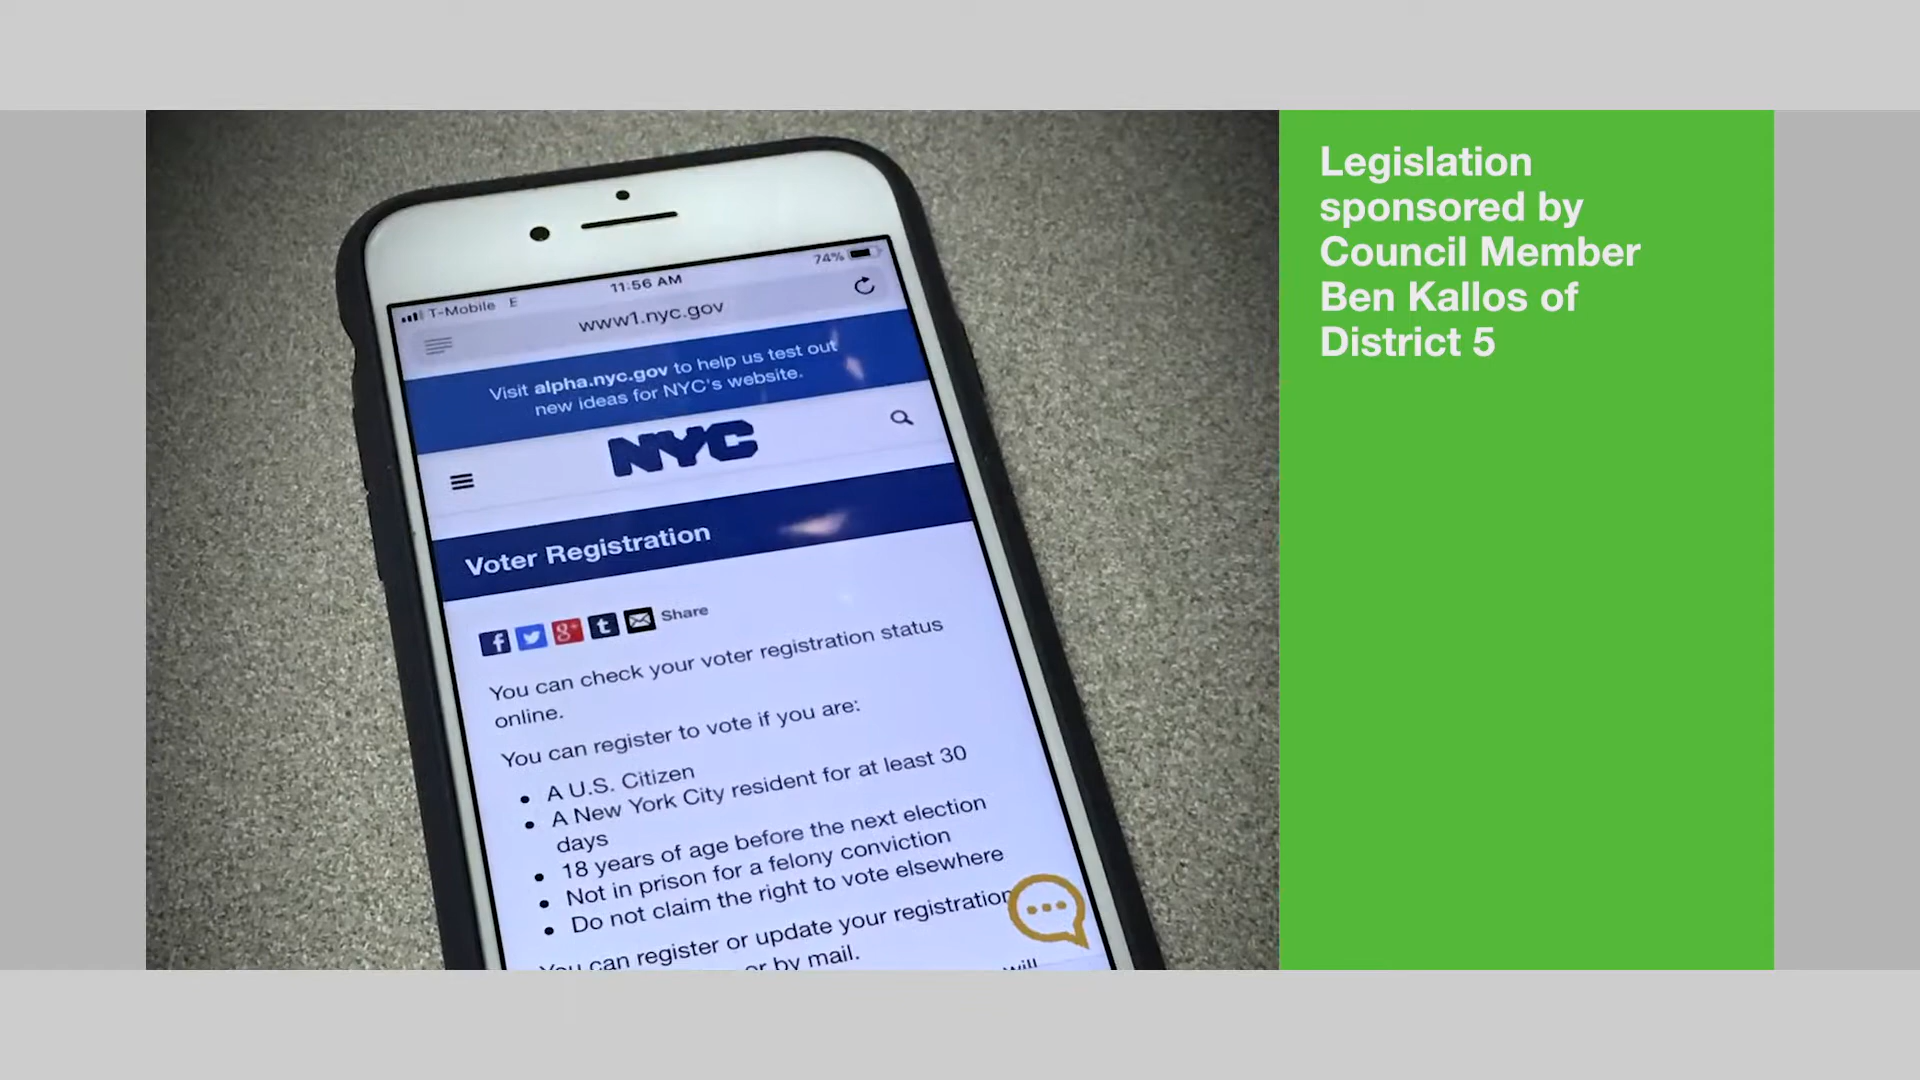 T-Mobile E
11:56 AM
74%
www1.nyc.gov
Visit alpha.nyc.gov to help us test out
new ideas for NYC's website.
NYC
Voter Registration
f
g+
t
Share
You can check your voter registration status
online.
You can register to vote if you are:
• A U.S. Citizen
• A New York City resident for at least 30
days
• 18 years of age before the next election
• Not in prison for a felony conviction
• Do not claim the right to vote elsewhere
You can register or update your registration
or by mail.
will
Legislation
sponsored by
Council Member
Ben Kallos of
District 5